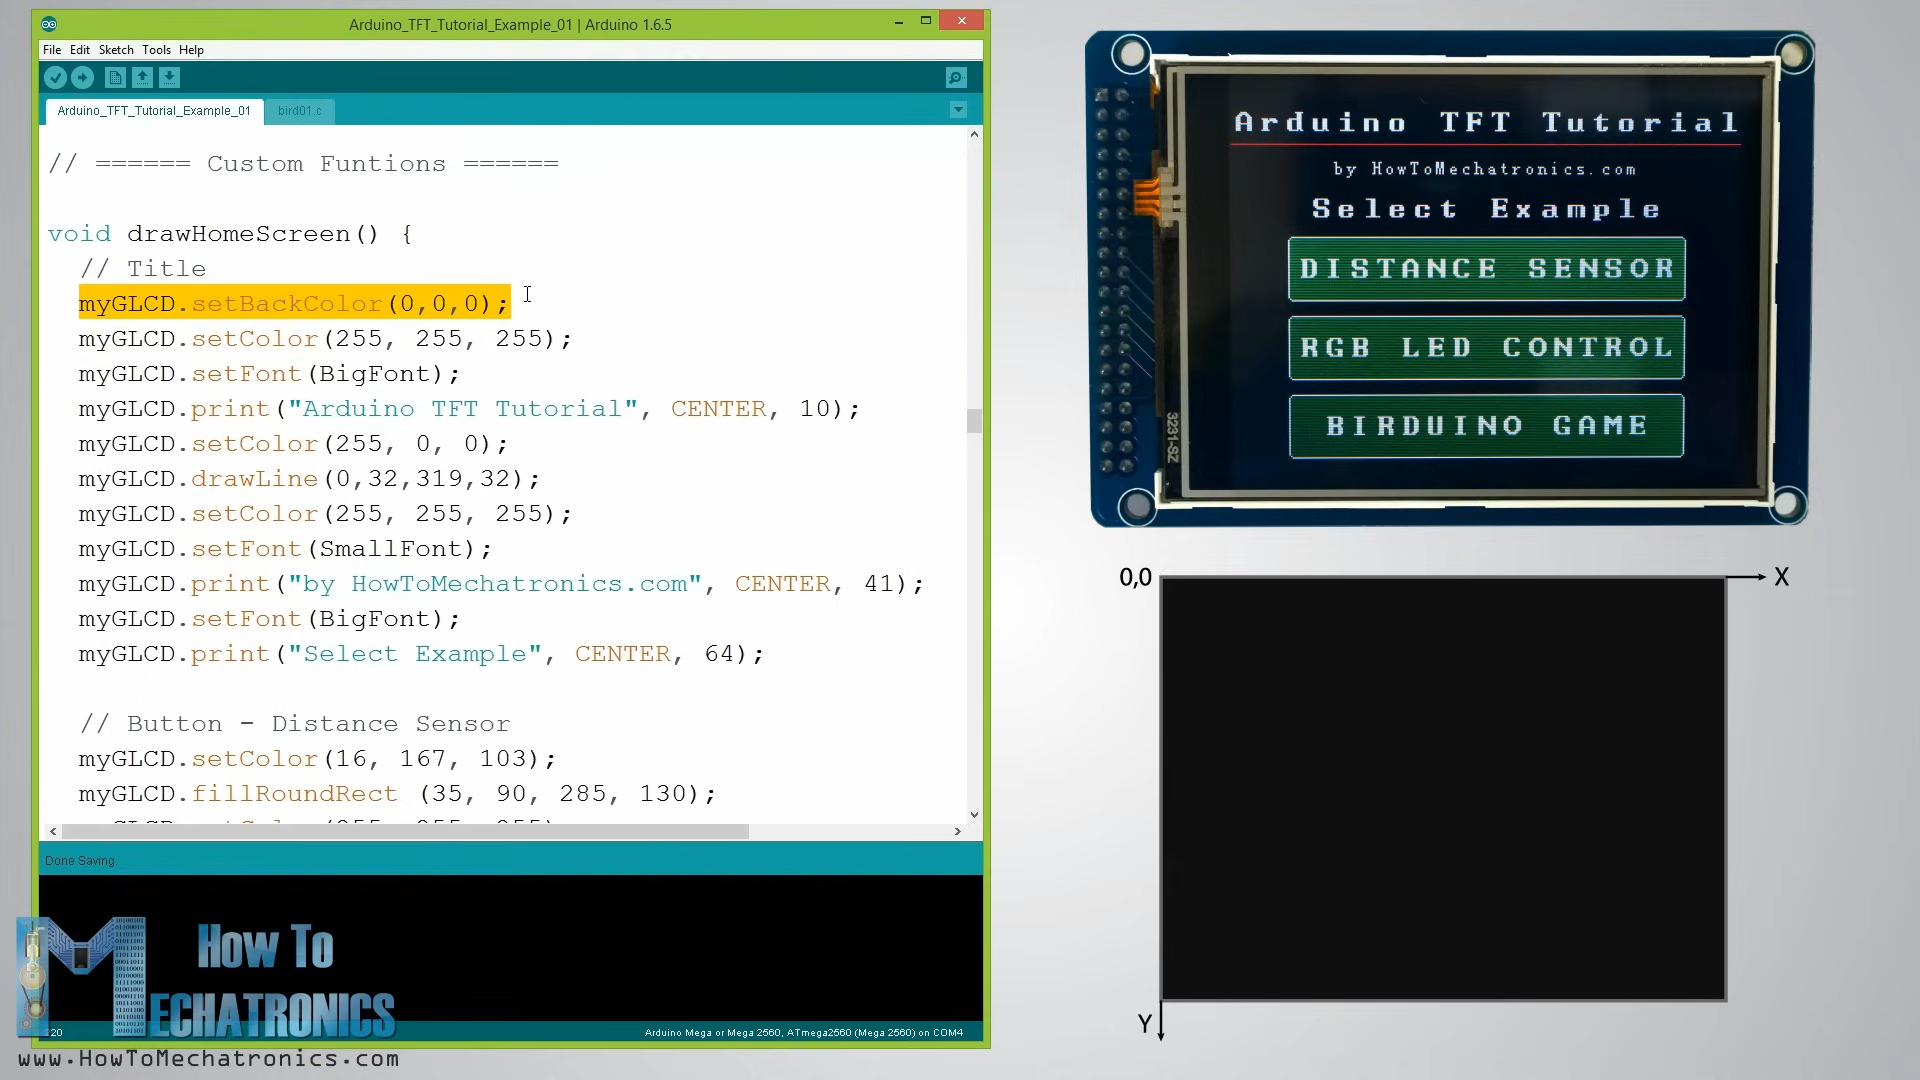 Arduino_TFT_Tutorial_Example_01 | Arduino 1.6.5
File Edit Sketch Tools Help
Arduino_TFT_Tutorial_Example_01 bird01.c
// ====== Custom Funtions ======
void drawHomeScreen() {
// Title
myGLCD.setBackColor(0,0,0);
myGLCD.setColor(255, 255, 255);
myGLCD.setFont(BigFont);
myGLCD.print("Arduino TFT Tutorial", CENTER, 10);
myGLCD.setColor(255, 0, 0);
myGLCD.drawLine(0,32,319,32);
myGLCD.setColor(255, 255, 255);
myGLCD.setFont(SmallFont);
myGLCD.print("by HowToMechatronics.com", CENTER, 41);
myGLCD.setFont(BigFont);
myGLCD.print("Select Example", CENTER, 64);
// Button - Distance Sensor
myGLCD.setColor(16, 167, 103);
myGLCD.fillRoundRect (35, 90, 285, 130);
Done Saving.
Arduino Mega or Mega 2560, ATmega2560 (Mega 2560) on COM4
How To
MECHATRONICS
www.HowToMechatronics.com
Arduino TFT Tutorial
by HowToMechatronics.com
Select Example
DISTANCE SENSOR
RGB LED CONTROL
BIRDUINO GAME
3231-SZ
0,0
X
Y